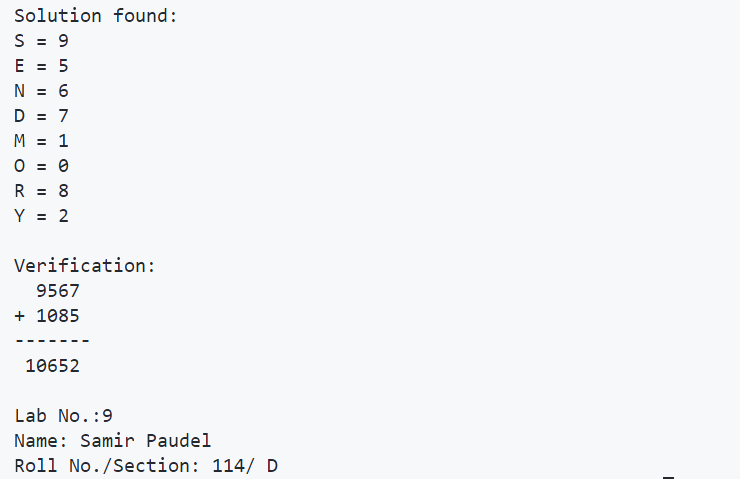 Solution found:
S = 9
E = 5
N = 6
D = 7
M = 1
O = 0
R = 8
Y = 2

Verification:
  9567
+ 1085
-------
 10652

Lab No.:9
Name: Samir Paudel
Roll No./Section: 114/ D